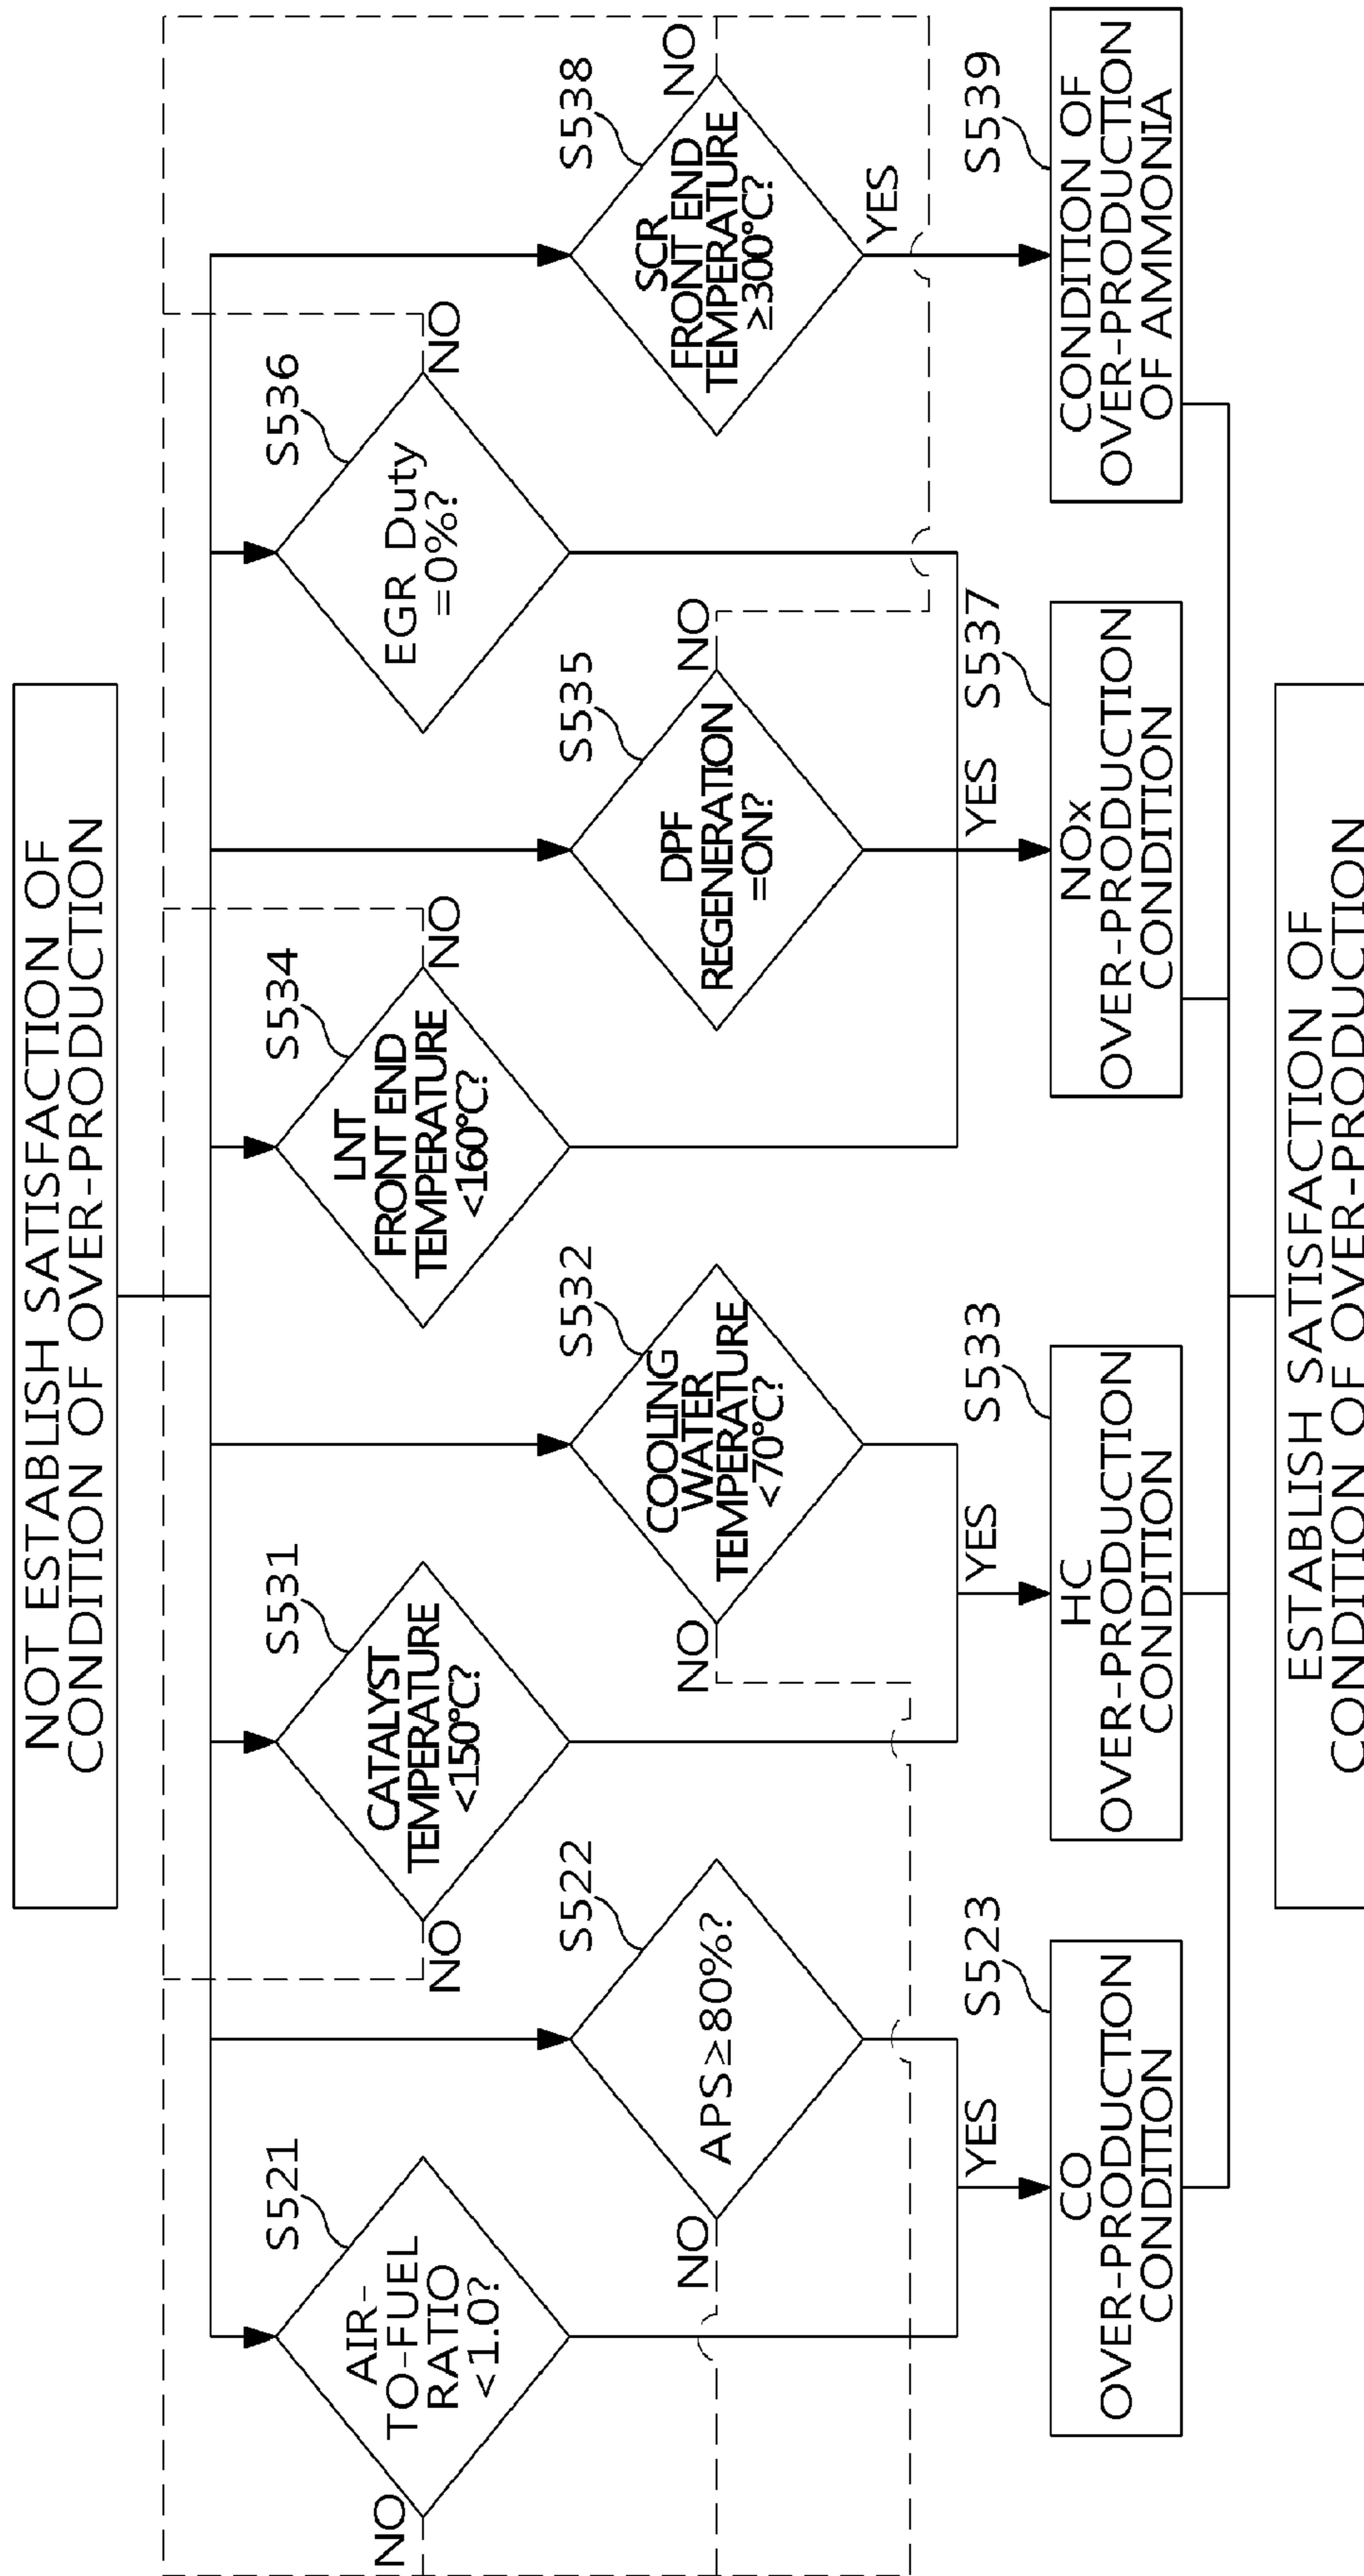 NOT ESTABLISH SATISFACTION OF
CONDITION OF OVER-PRODUCTION
S521
AIR-
TO-FUEL
RATIO
<1.0?
NO
S531
CATALYST
TEMPERATURE
<150°C?
NO
S534
LNT
FRONT END
TEMPERATURE
<160°C?
NO
S536
EGR Duty
=0%?
NO
S522
APS≥80%?
NO
S532
COOLING
WATER
TEMPERATURE
<70°C?
NO
S535
DPF
REGENERATION
=ON?
NO
S538
SCR
FRONT END
TEMPERATURE
≥300°C?
NO
YES
YES
YES
YES
S523
CO
OVER-PRODUCTION
CONDITION
S533
HC
OVER-PRODUCTION
CONDITION
S537
NOx
OVER-PRODUCTION
CONDITION
S539
CONDITION OF
OVER-PRODUCTION
OF AMMONIA
ESTABLISH SATISFACTION OF
CONDITION OF OVER-PRODUCTION